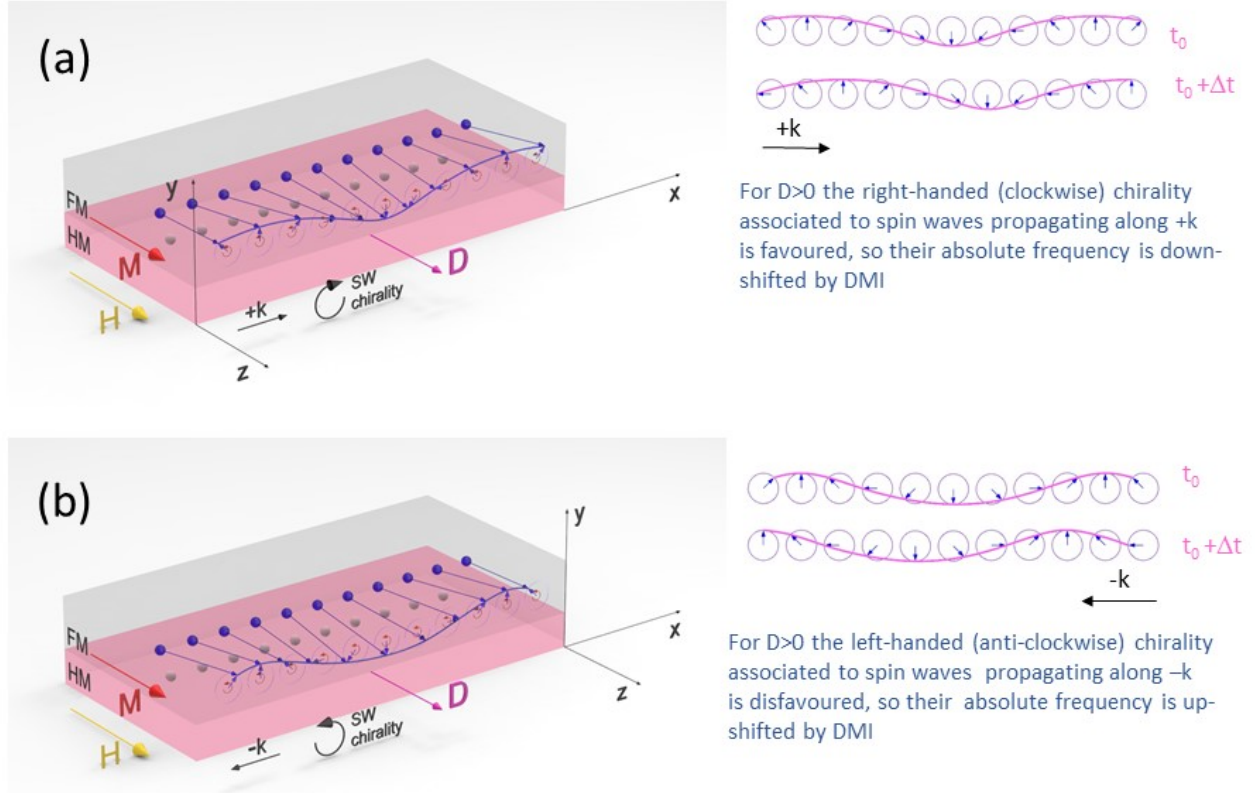 (a)
y
x
FM
HM
M
D
SW
chirality
+k
H
z
t0
t0 +Δt
+k
For D>0 the right-handed (clockwise) chirality
associated to spin waves propagating along +k
is favoured, so their absolute frequency is down-
shifted by DMI
(b)
y
x
FM
HM
M
D
z
SW
chirality
-k
H
t0
t0 +Δt
-k
For D>0 the left-handed (anti-clockwise) chirality
associated to spin waves propagating along –k
is disfavoured, so their absolute frequency is up-
shifted by DMI